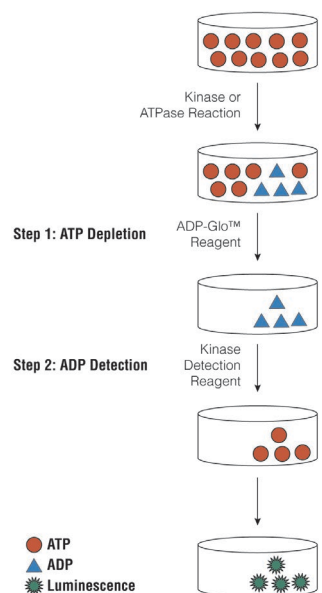 Kinase or
ATPase Reaction
Step 1: ATP Depletion
ADP-Glo™
Reagent
Step 2: ADP Detection
Kinase
Detection
Reagent
ATP
ADP
Luminescence